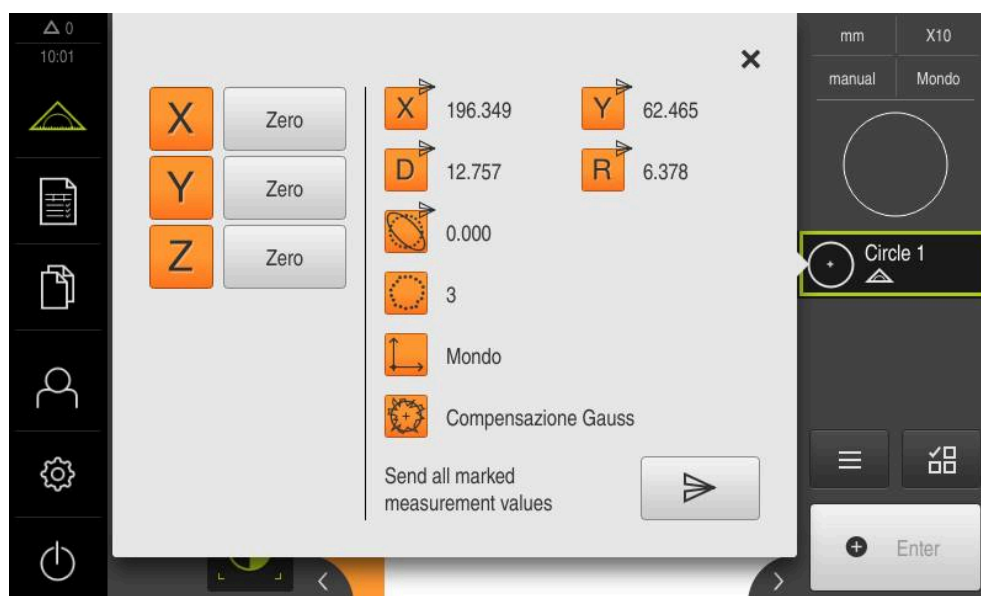 0
10:01
mm X10
manual Mondo
X Zero
X 196.349 Y 62.465
Y Zero
D 12.757 R 6.378
Z Zero
0.000
3
Mondo
Compensazione Gauss
Send all marked
measurement values
Circle 1
Enter